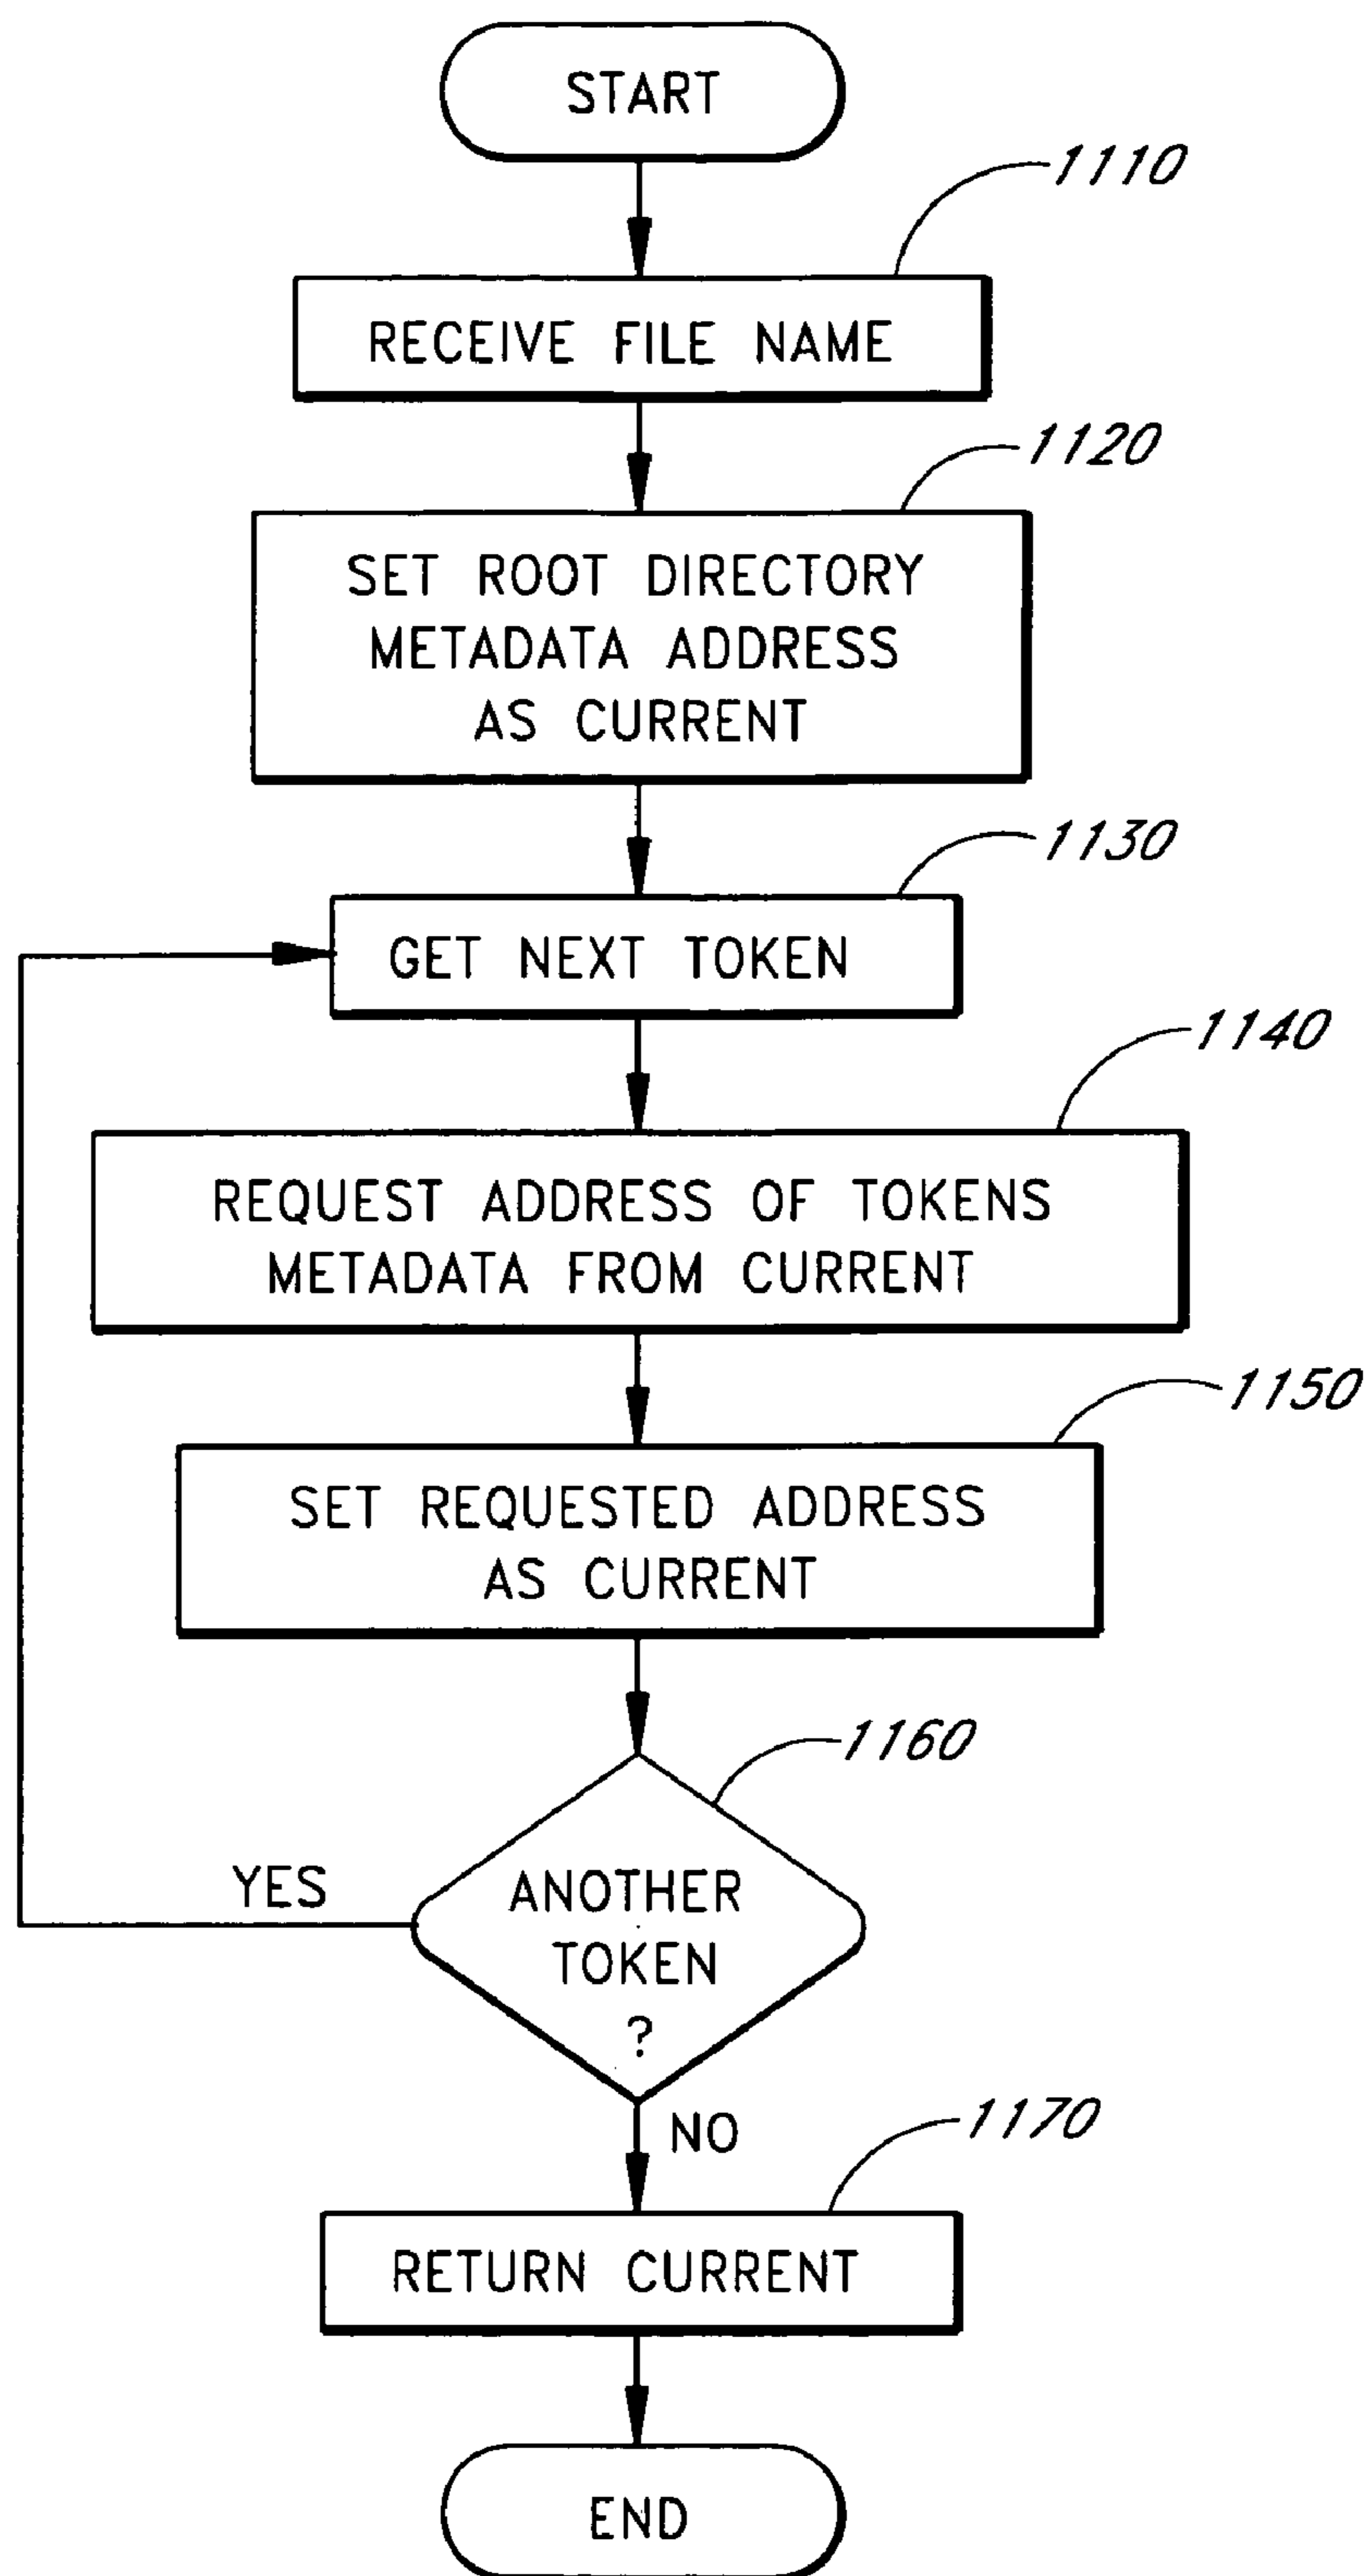 START
1110
RECEIVE FILE NAME
1120
SET ROOT DIRECTORY
METADATA ADDRESS
AS CURRENT
1130
GET NEXT TOKEN
1140
REQUEST ADDRESS OF TOKENS
METADATA FROM CURRENT
1150
SET REQUESTED ADDRESS
AS CURRENT
1160
YES
ANOTHER
TOKEN
?
NO
1170
RETURN CURRENT
END